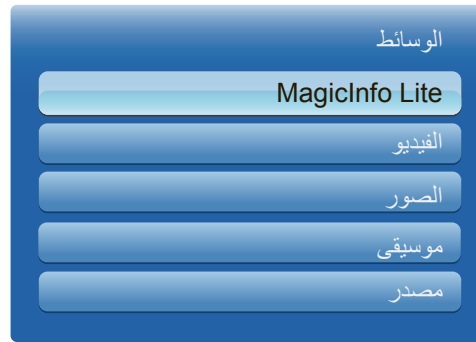 الوسائط
MagicInfo Lite
الفيديو
الصور
موسيقى
مصدر